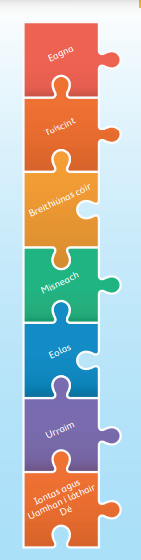 Eagna
Tuiscint
Breithiúnas cóir
Misneach
Eolas
Urraim
Iontas agus
Uamhan i láthair
Dé